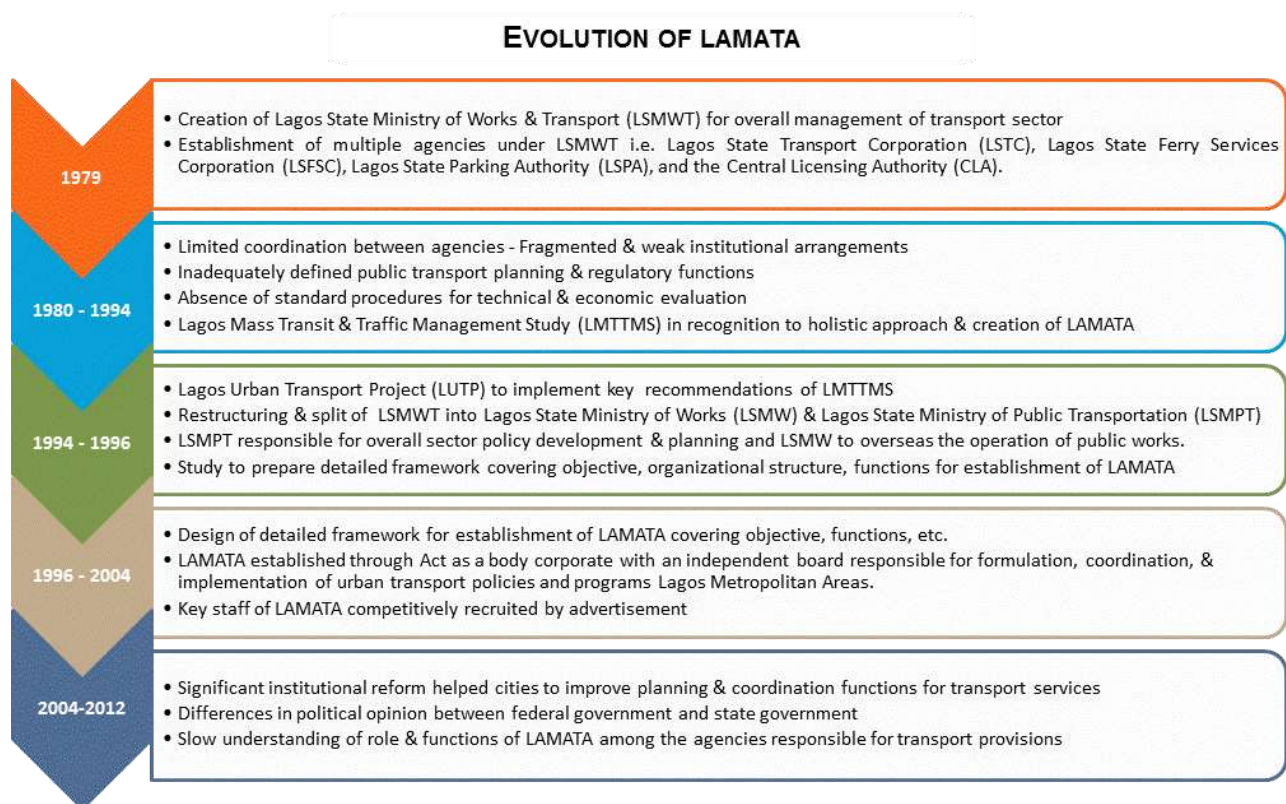 EVOLUTION OF LAMATA
1979
• Creation of Lagos State Ministry of Works & Transport (LSMWT) for overall management of transport sector
• Establishment of multiple agencies under LSMWT i.e. Lagos State Transport Corporation (LSTC), Lagos State Ferry Services
Corporation (LSFSC), Lagos State Parking Authority (LSPA), and the Central Licensing Authority (CLA).
1980 - 1994
• Limited coordination between agencies - Fragmented & weak institutional arrangements
• Inadequately defined public transport planning & regulatory functions
• Absence of standard procedures for technical & economic evaluation
• Lagos Mass Transit & Traffic Management Study (LMTTMS) in recognition to holistic approach & creation of LAMATA
1994 - 1996
• Lagos Urban Transport Project (LUTP) to implement key recommendations of LMTTMS
• Restructuring & split of LSMWT into Lagos State Ministry of Works (LSMW) & Lagos State Ministry of Public Transportation (LSMPT)
• LSMPT responsible for overall sector policy development & planning and LSMW to overseas the operation of public works.
• Study to prepare detailed framework covering objective, organizational structure, functions for establishment of LAMATA
1996 - 2004
• Design of detailed framework for establishment of LAMATA covering objective, functions, etc.
• LAMATA established through Act as a body corporate with an independent board responsible for formulation, coordination, &
implementation of urban transport policies and programs Lagos Metropolitan Areas.
• Key staff of LAMATA competitively recruited by advertisement
2004-2012
• Significant institutional reform helped cities to improve planning & coordination functions for transport services
• Differences in political opinion between federal government and state government
• Slow understanding of role & functions of LAMATA among the agencies responsible for transport provisions